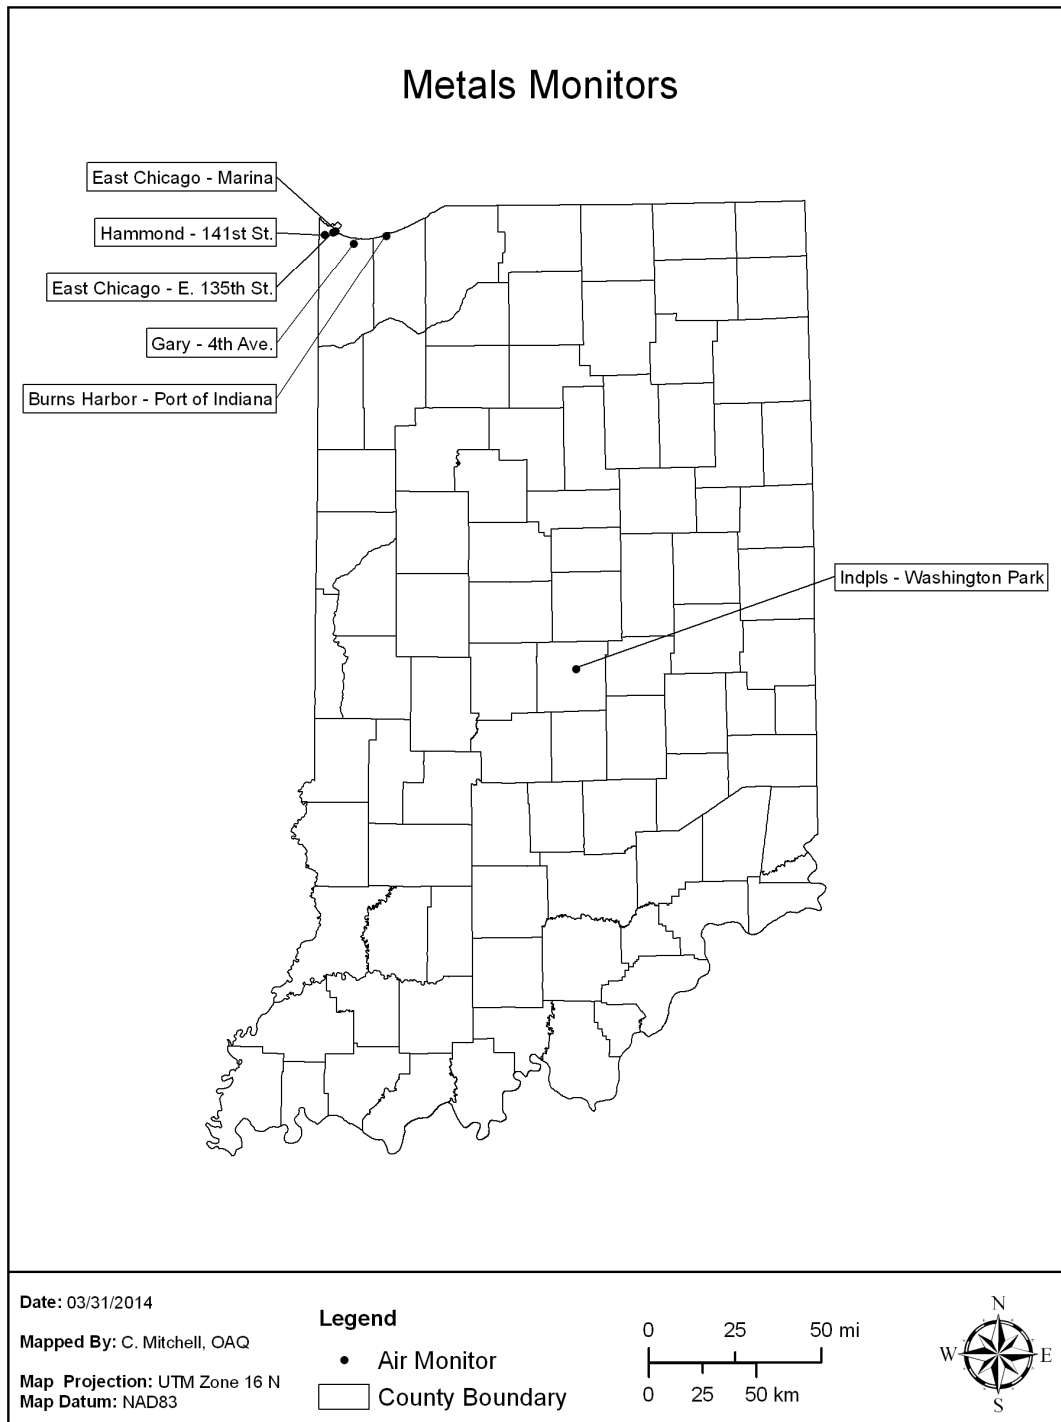 Metals Monitors
East Chicago - Marina
Hammond - 141st St.
East Chicago - E. 135th St.
Gary - 4th Ave.
Burns Harbor - Port of Indiana
Indpls - Washington Park
Date: 03/31/2014
Mapped By: C. Mitchell, OAQ
Map Projection: UTM Zone 16 N
Map Datum: NAD83
Legend
Air Monitor
County Boundary
0 25 50 mi
0 25 50 km
N
W E
S